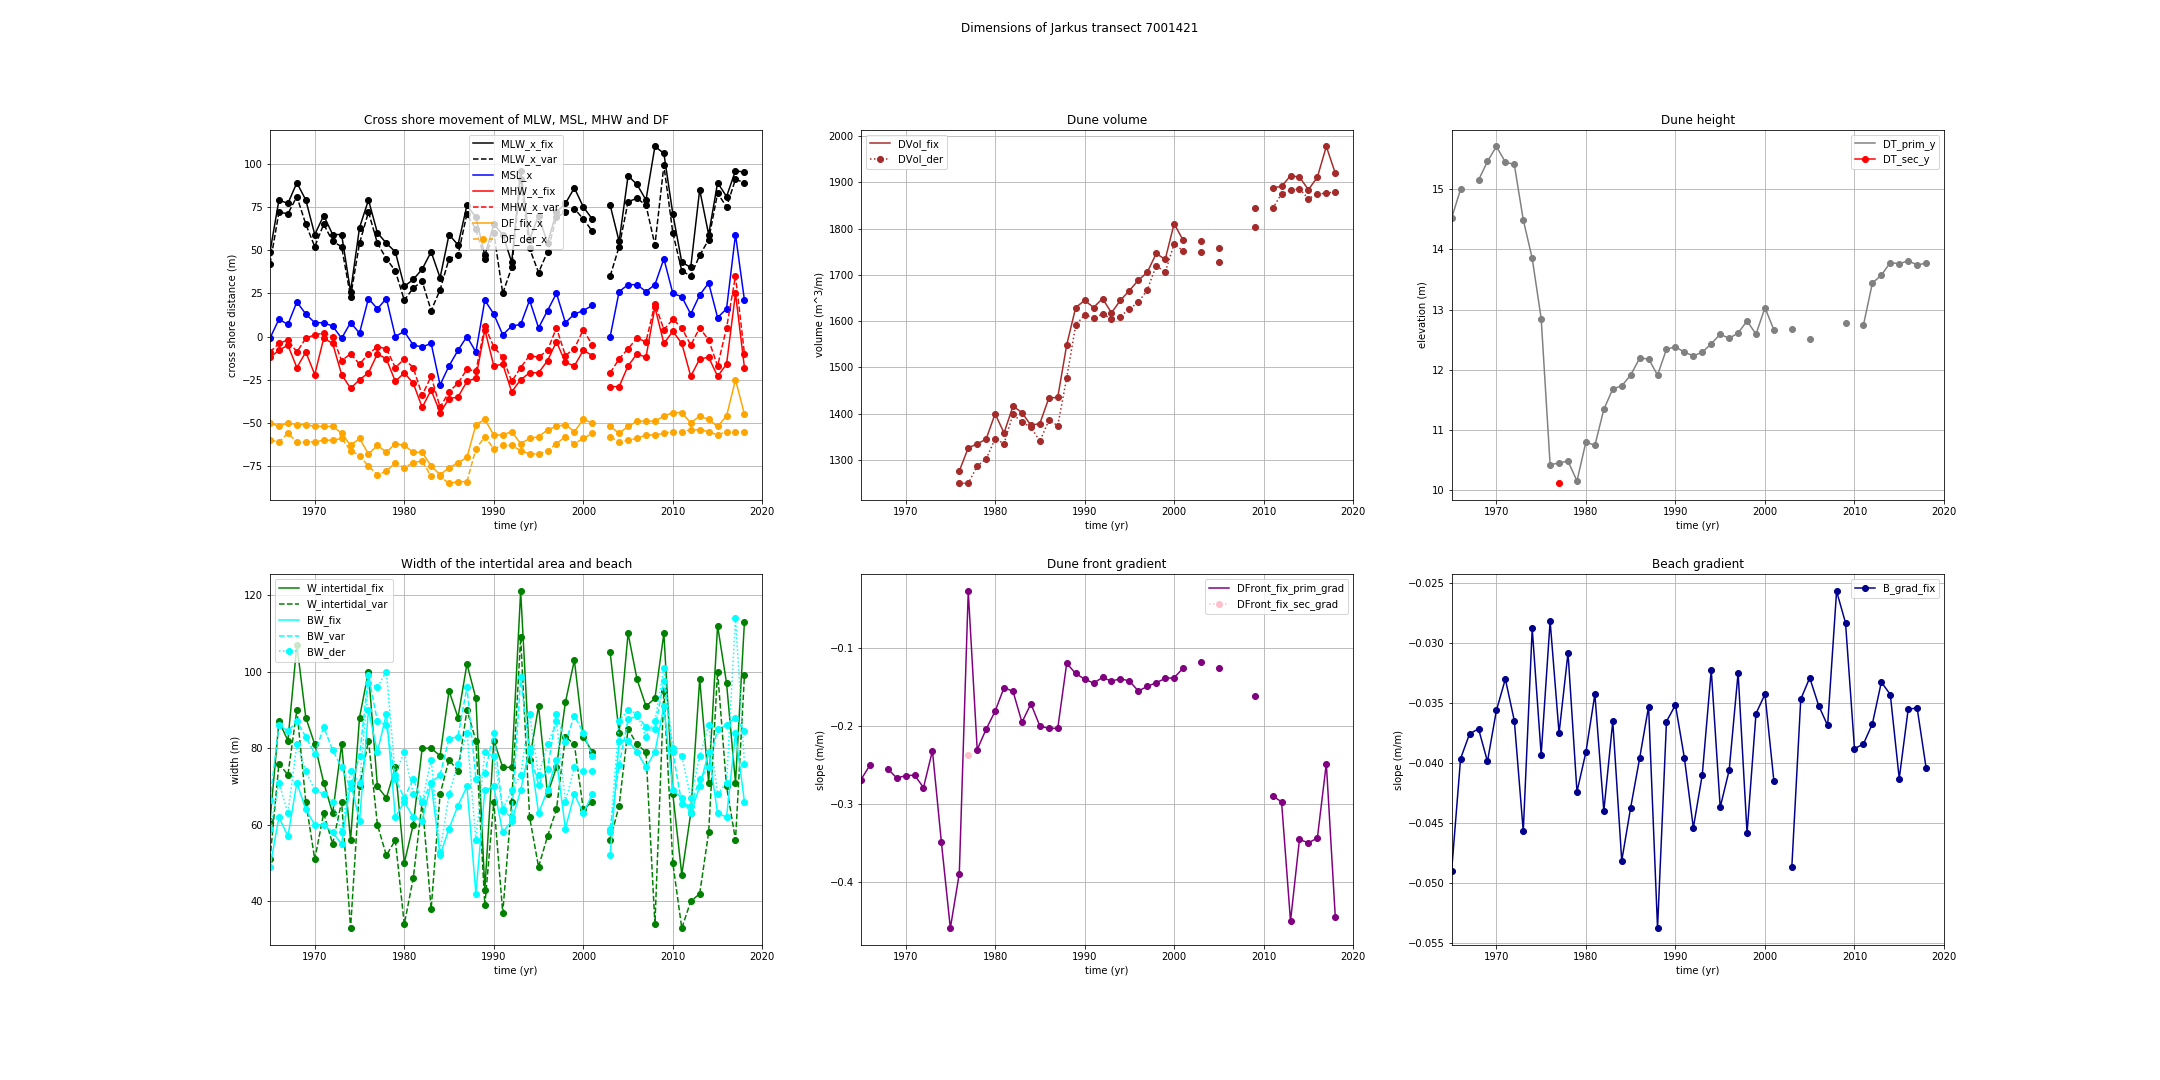 Dimensions of Jarkus transect 7001421
Cross shore movement of MLW, MSL, MHW and DF
MLW_x_fix
MLW_x_var
MSL_x
MHW_x_fix
MHW_x_var
DF_fix_x
DF_der_x
cross shore distance (m)
100
75
50
25
0
−25
−50
−75
1970 1980 1990 2000 2010 2020
time (yr)
Dune volume
DVol_fix
DVol_der
volume (m^3/m)
2000
1900
1800
1700
1600
1500
1400
1300
1970 1980 1990 2000 2010 2020
time (yr)
Dune height
DT_prim_y
DT_sec_y
elevation (m)
15
14
13
12
11
10
1970 1980 1990 2000 2010 2020
time (yr)
Width of the intertidal area and beach
W_intertidal_fix
W_intertidal_var
BW_fix
BW_var
BW_der
width (m)
120
100
80
60
40
1970 1980 1990 2000 2010 2020
time (yr)
Dune front gradient
DFront_fix_prim_grad
DFront_fix_sec_grad
slope (m/m)
−0.1
−0.2
−0.3
−0.4
1970 1980 1990 2000 2010 2020
time (yr)
Beach gradient
B_grad_fix
slope (m/m)
−0.025
−0.030
−0.035
−0.040
−0.045
−0.050
−0.055
1970 1980 1990 2000 2010 2020
time (yr)